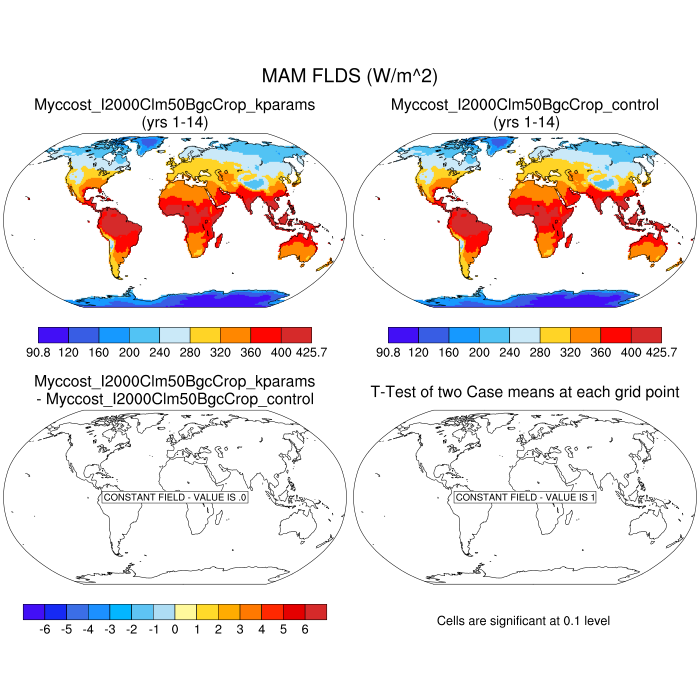 MAM FLDS (W/m^2)
Myccost_I2000Clm50BgcCrop_kparams
(yrs 1-14)
Myccost_I2000Clm50BgcCrop_control
(yrs 1-14)
90.8 120 160 200 240 280 320 360 400 425.7
90.8 120 160 200 240 280 320 360 400 425.7
Myccost_I2000Clm50BgcCrop_kparams
- Myccost_I2000Clm50BgcCrop_control
T-Test of two Case means at each grid point
CONSTANT FIELD - VALUE IS .0
CONSTANT FIELD - VALUE IS 1
-6 -5 -4 -3 -2 -1 0 1 2 3 4 5 6
Cells are significant at 0.1 level